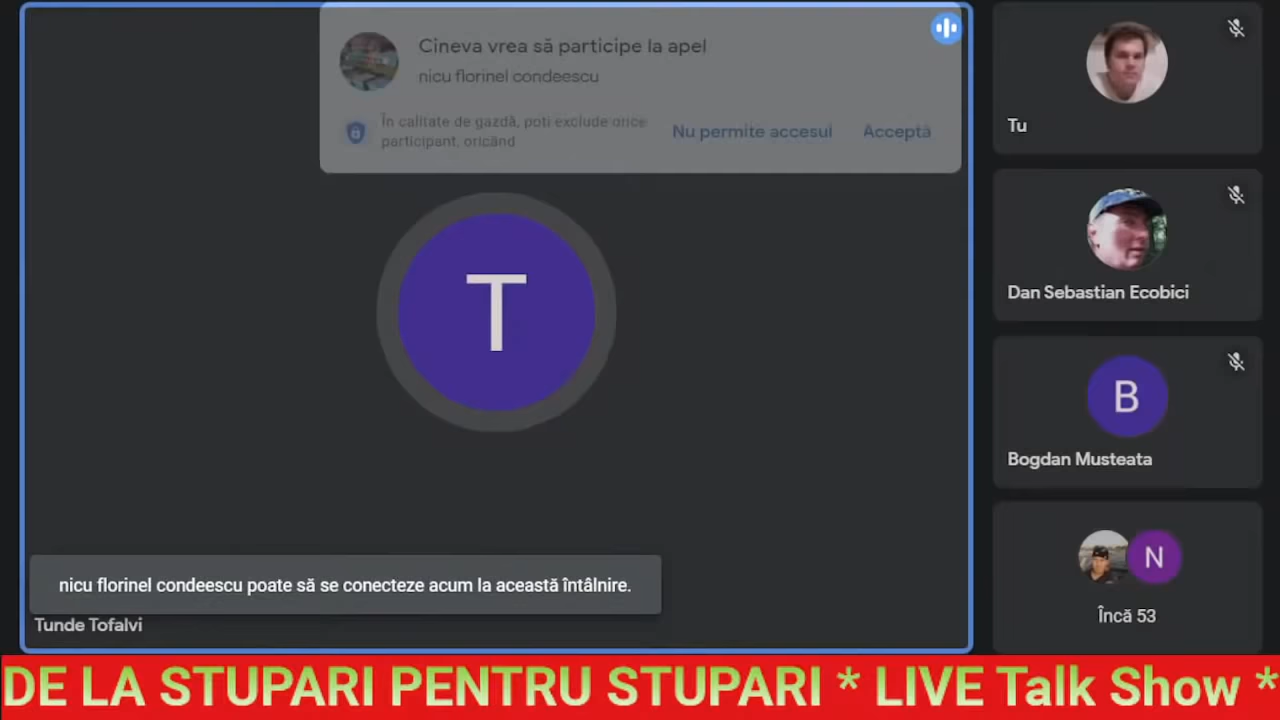 Cineva vrea să participe la apel
nicu florinel condeescu
În calitate de gazdă, poți exclude orice
participant, oricând
Nu permite accesul
Acceptă
T
nicu florinel condeescu poate să se conecteze acum la această întâlnire.
Tunde Tofalvi
Tu
Dan Sebastian Ecobici
B
Bogdan Musteata
N
Încă 53
DE LA STUPARI PENTRU STUPARI * LIVE Talk Show *